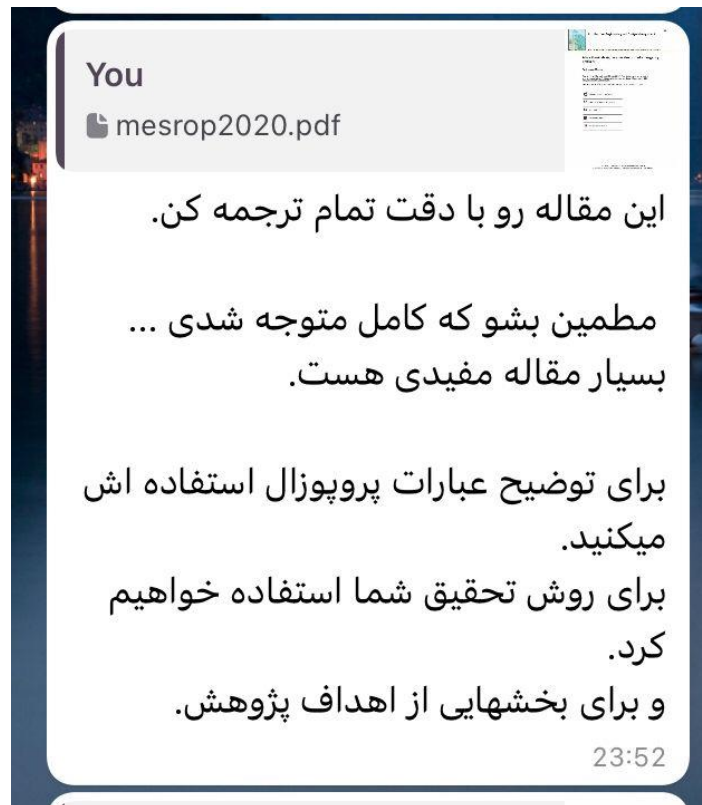 You
mesrop2020.pdf
این مقاله رو با دقت تمام ترجمه کن.
مطمین بشو که کامل متوجه شدی ...
بسیار مقاله مفیدی هست.
برای توضیح عبارات پروپوزال استفاده اش
میکنید.
برای روش تحقیق شما استفاده خواهیم
کرد.
و برای بخشهایی از اهداف پژوهش.
23:52